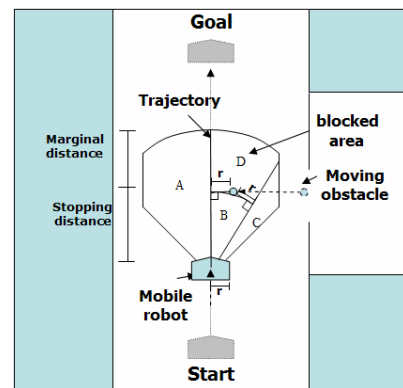 Goal
Trajectory
blocked
area
Marginal
distance
D
Moving
obstacle
A
r
r
Stopping
distance
B
C
Mobile
robot
r
Start